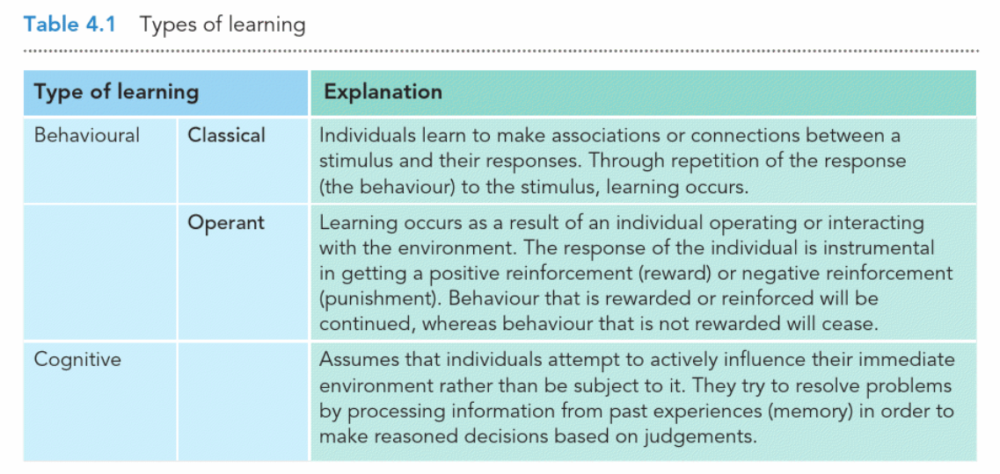 Table 4.1 Types of learning
Type of learning Explanation
Behavioural Classical Individuals learn to make associations or connections between a
stimulus and their responses. Through repetition of the response
(the behaviour) to the stimulus, learning occurs.
Operant Learning occurs as a result of an individual operating or interacting
with the environment. The response of the individual is instrumental
in getting a positive reinforcement (reward) or negative reinforcement
(punishment). Behaviour that is rewarded or reinforced will be
continued, whereas behaviour that is not rewarded will cease.
Cognitive Assumes that individuals attempt to actively influence their immediate
environment rather than be subject to it. They try to resolve problems
by processing information from past experiences (memory) in order to
make reasoned decisions based on judgements.